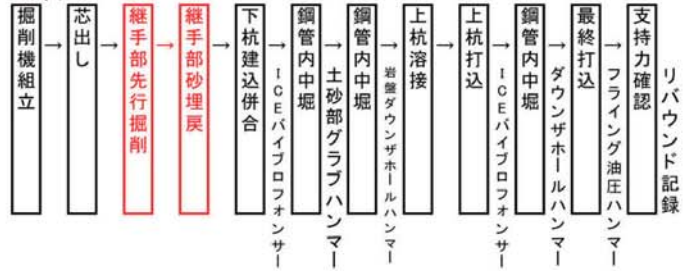 掘削機組立
→
芯出し
→
継手部先行掘削
→
継手部砂埋戻
→
下杭建込併合
→
ICEバイブロフォンサー
鋼管内中堀
→
土砂部グラブハンマー
鋼管内中堀
→
岩盤ダウンザホールハンマー
上杭溶接
→
上杭打込
→
ICEバイブロフォンサー
鋼管内中堀
→
ダウンザホールハンマー
最終打込
→
フライング油圧ハンマー
支持力確認
リバウンド記録